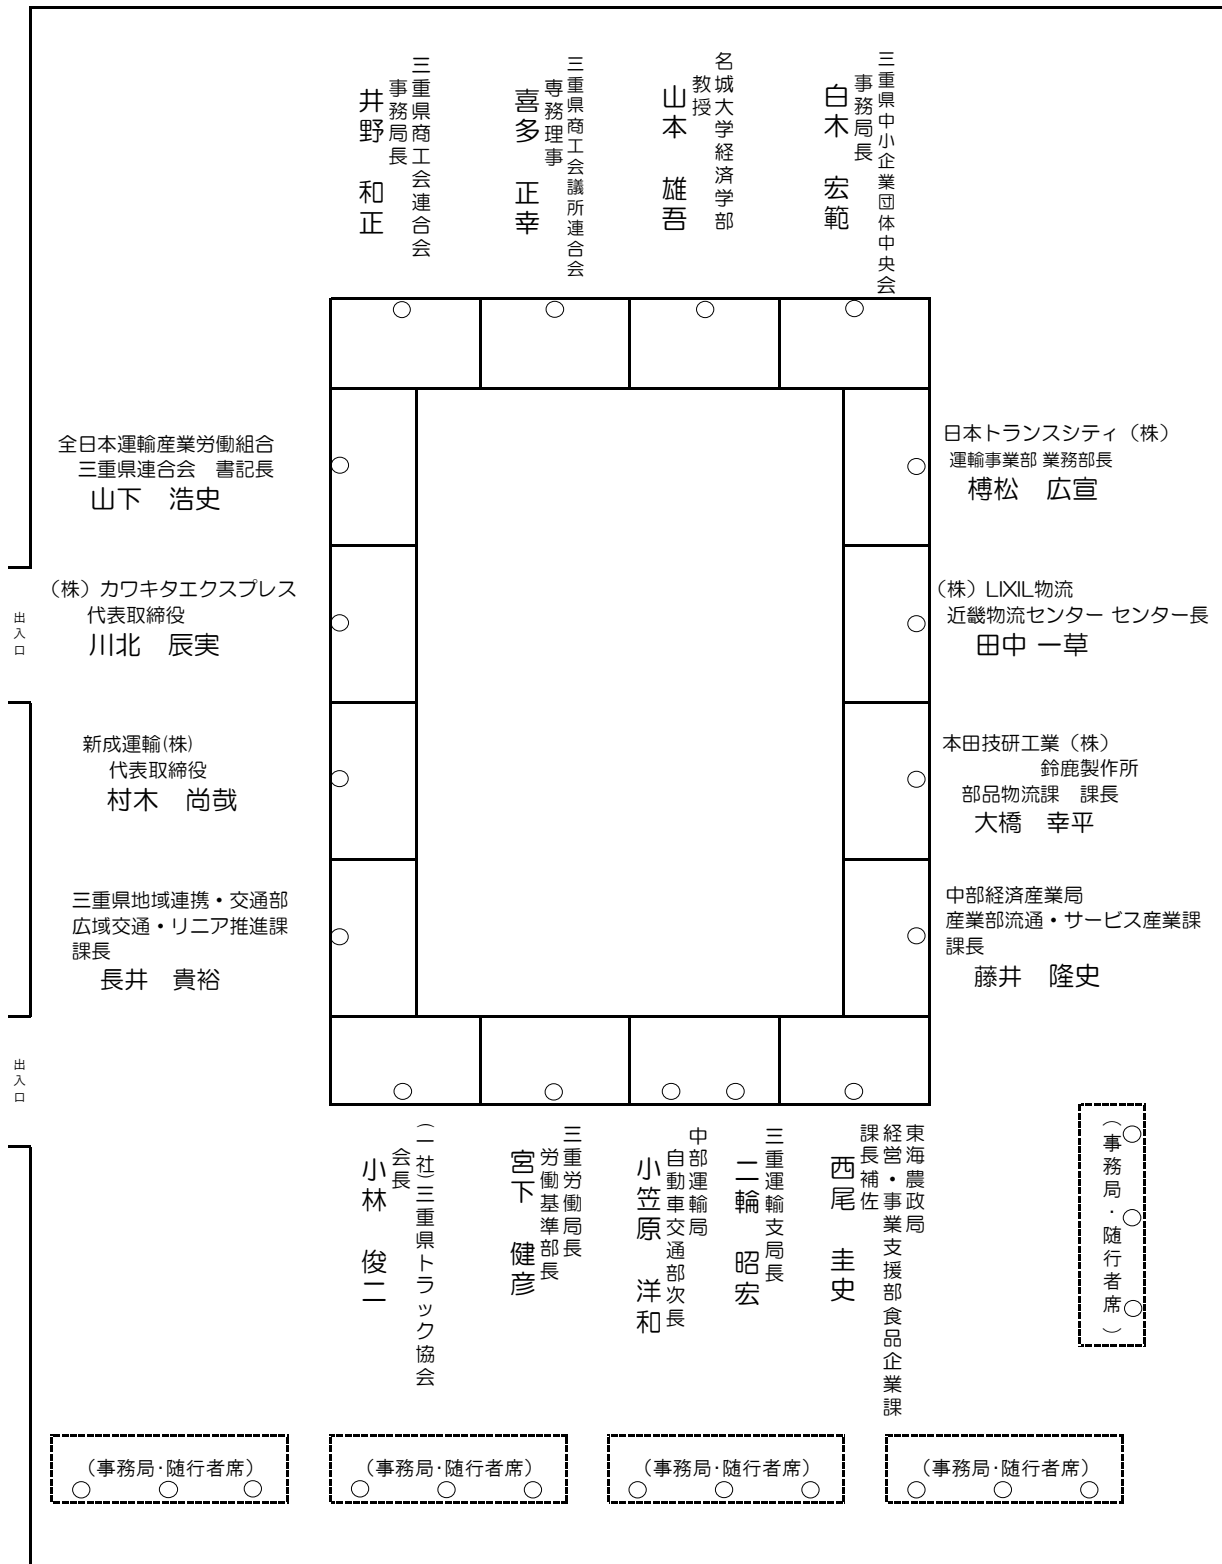 三重県商工会連合会
事務局長
井野　和正
三重県商工会議所連合会
専務理事
喜多　正幸
名城大学経済学部
教授
山本　雄吾
三重県中小企業団体中央会
事務局長
白木　宏範
全日本運輸産業労働組合
三重県連合会　書記長
山下　浩史
日本トランスシティ（株）
運輸事業部 業務部長
榑松　広宣
（株）カワキタエクスプレス
代表取締役
川北　辰実
（株）LIXIL物流
近畿物流センター センター長
田中 一草
出入口
新成運輸(株)
代表取締役
村木　尚哉
本田技研工業（株）
鈴鹿製作所
部品物流課　課長
大橋　幸平
三重県地域連携・交通部
広域交通・リニア推進課
課長
長井　貴裕
中部経済産業局
産業部流通・サービス産業課
課長
藤井　隆史
出入口
（一社）三重県トラック協会
会長
小林　俊二
三重労働局長
労働基準部長
宮下　健彦
中部運輸局
自動車交通部次長
小笠原　洋和
三重運輸支局長
二輪　昭宏
東海農政局
経営・事業支援部食品企業課
課長補佐
西尾　圭史
（事務局・随行者席）
（事務局･随行者席）
（事務局･随行者席）
（事務局･随行者席）
（事務局･随行者席）